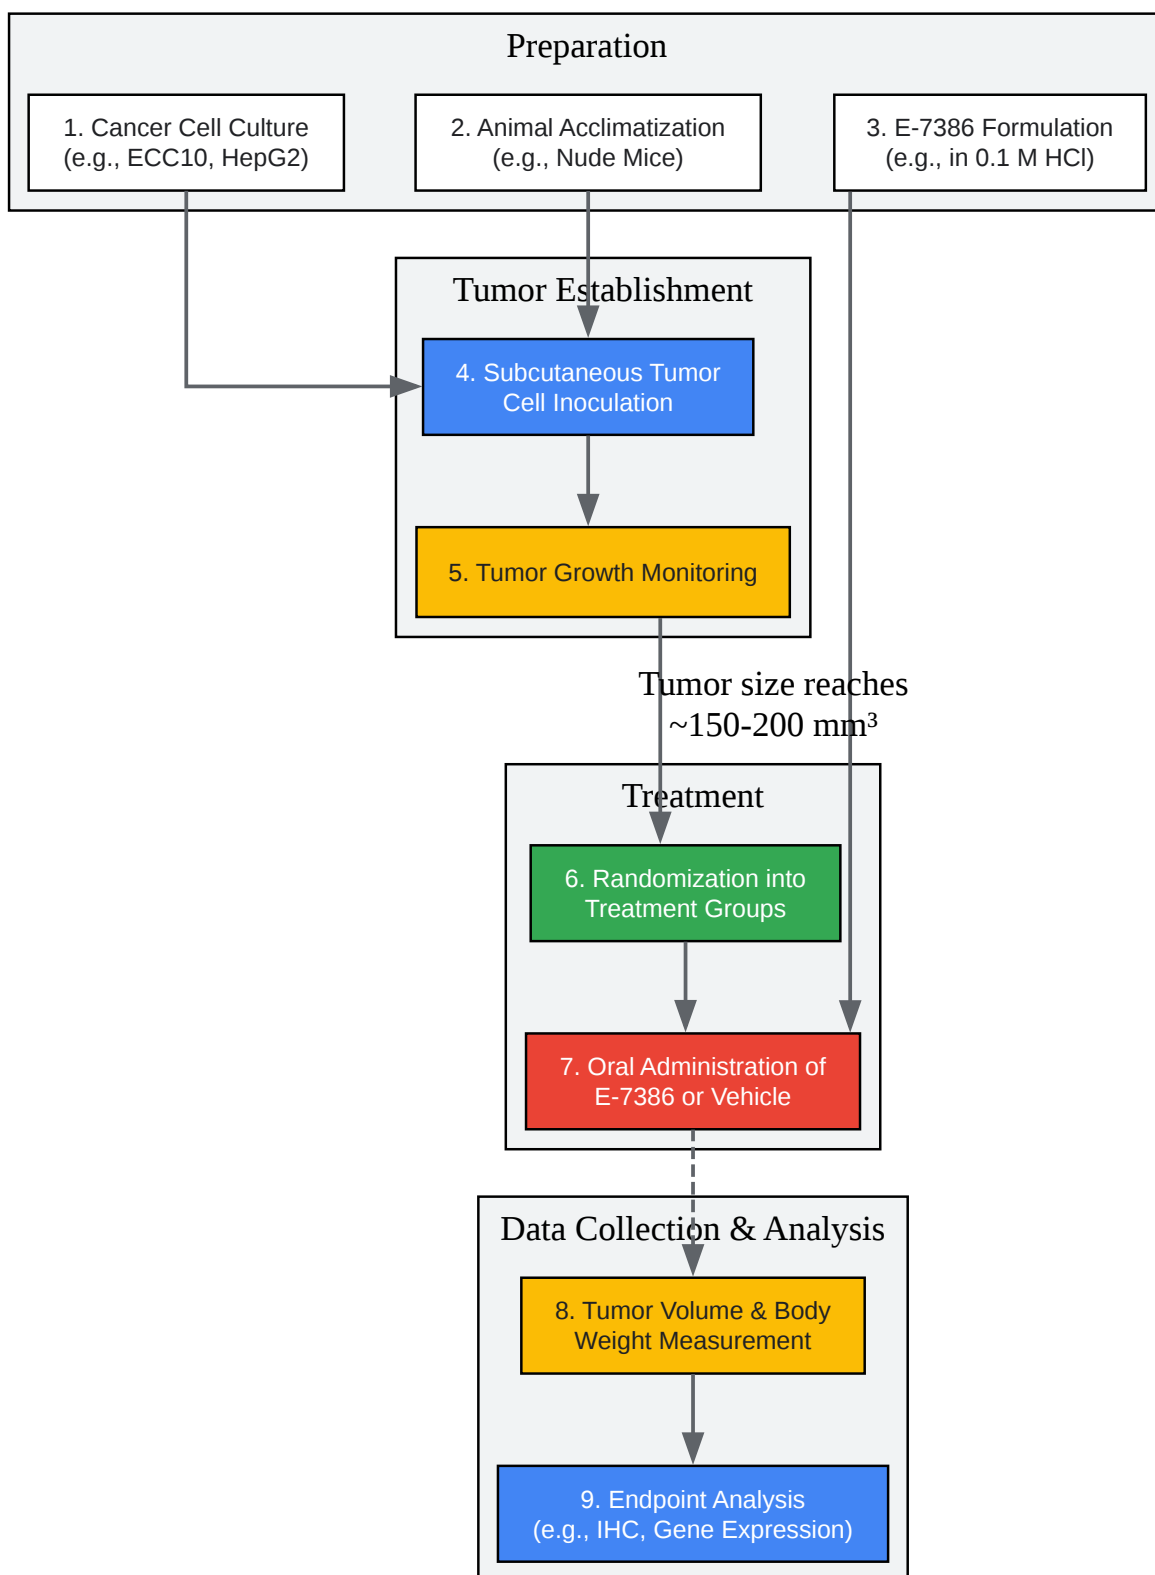 Preparation
1. Cancer Cell Culture
(e.g., ECC10, HepG2)
2. Animal Acclimatization
(e.g., Nude Mice)
3. E-7386 Formulation
(e.g., in 0.1 M HCl)
Tumor Establishment
4. Subcutaneous Tumor
Cell Inoculation
5. Tumor Growth Monitoring
Tumor size reaches
~150-200 mm³
Treatment
6. Randomization into
Treatment Groups
7. Oral Administration of
E-7386 or Vehicle
Data Collection & Analysis
8. Tumor Volume & Body
Weight Measurement
9. Endpoint Analysis
(e.g., IHC, Gene Expression)